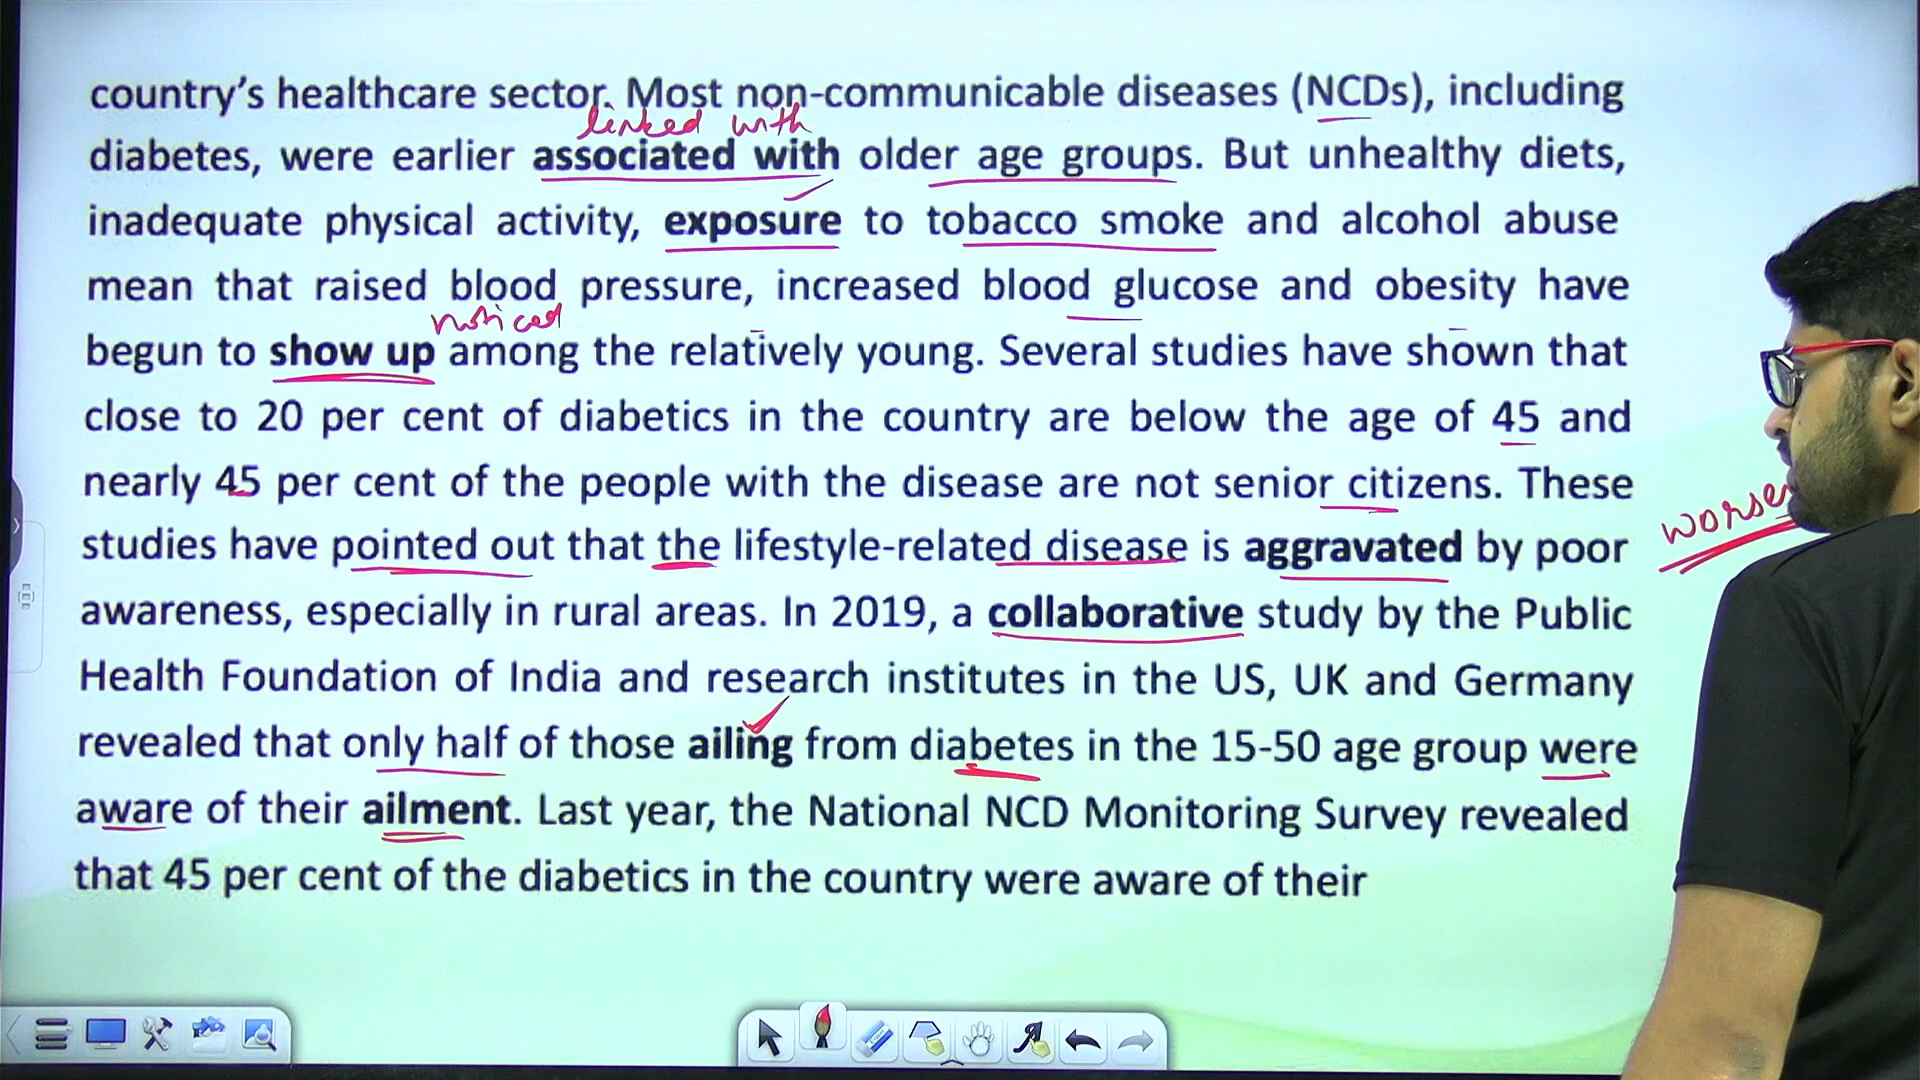 country's healthcare sector. Most non-communicable diseases (NCDs), including
linked with
diabetes, were earlier associated with older age groups. But unhealthy diets,
inadequate physical activity, exposure to tobacco smoke and alcohol abuse
mean that raised blood pressure, increased blood glucose and obesity have
noticed
begun to show up among the relatively young. Several studies have shown that
close to 20 per cent of diabetics in the country are below the age of 45 and
nearly 45 per cent of the people with the disease are not senior citizens. These
worse
studies have pointed out that the lifestyle-related disease is aggravated by poor
awareness, especially in rural areas. In 2019, a collaborative study by the Public
Health Foundation of India and research institutes in the US, UK and Germany
revealed that only half of those ailing from diabetes in the 15-50 age group were
aware of their ailment. Last year, the National NCD Monitoring Survey revealed
that 45 per cent of the diabetics in the country were aware of their